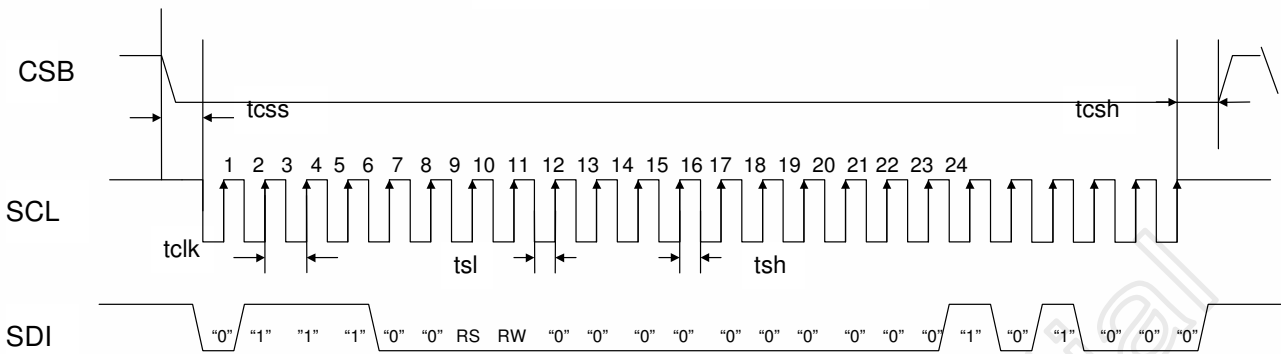 CSB
tcss
tcsh
1 2 3 4 5 6 7 8 9 10 11 12 13 14 15 16 17 18 19 20 21 22 23 24
SCL
tclk
tsl
tsh
SDI
“0” “1” ”1” “1” “0” “0” RS RW “0” “0” “0” “0” “0” “0” “0” “0” “0” “0” “1” “0” “1” “0” “0” “0”